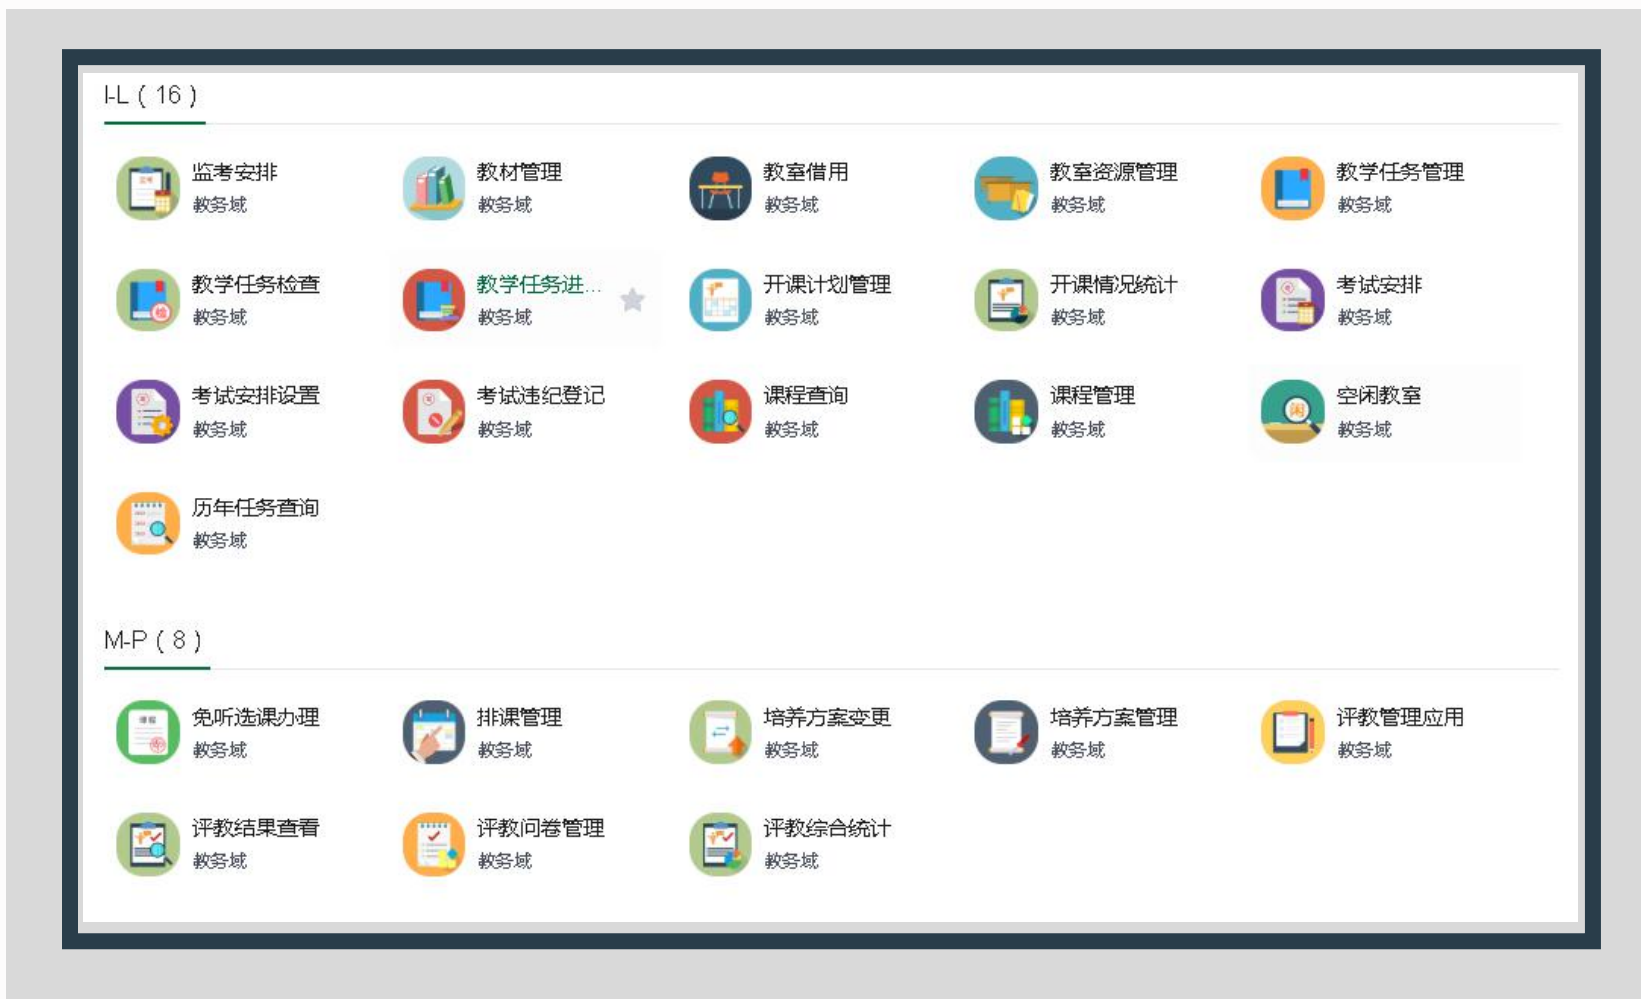 I-L ( 16 )
监考安排
教务域
教材管理
教务域
教室借用
教务域
教室资源管理
教务域
教学任务管理
教务域
教学任务检查
教务域
教学任务进...
教务域
开课计划管理
教务域
开课情况统计
教务域
考试安排
教务域
考试安排设置
教务域
考试违纪登记
教务域
课程查询
教务域
课程管理
教务域
空闲教室
教务域
历年任务查询
教务域
M-P ( 8 )
免听选课办理
教务域
排课管理
教务域
培养方案变更
教务域
培养方案管理
教务域
评教管理应用
教务域
评教结果查看
教务域
评教问卷管理
教务域
评教综合统计
教务域